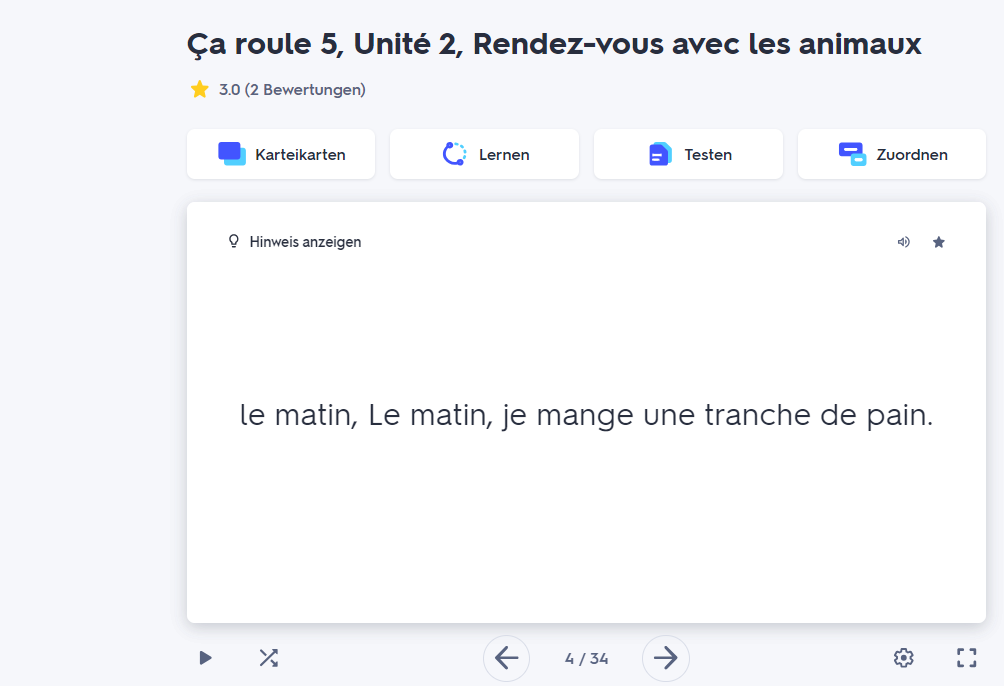 Ça roule 5, Unité 2, Rendez-vous avec les animaux
3.0 (2 Bewertungen)
Karteikarten
Lernen
Testen
Zuordnen
Hinweis anzeigen
le matin, Le matin, je mange une tranche de pain.
4 / 34